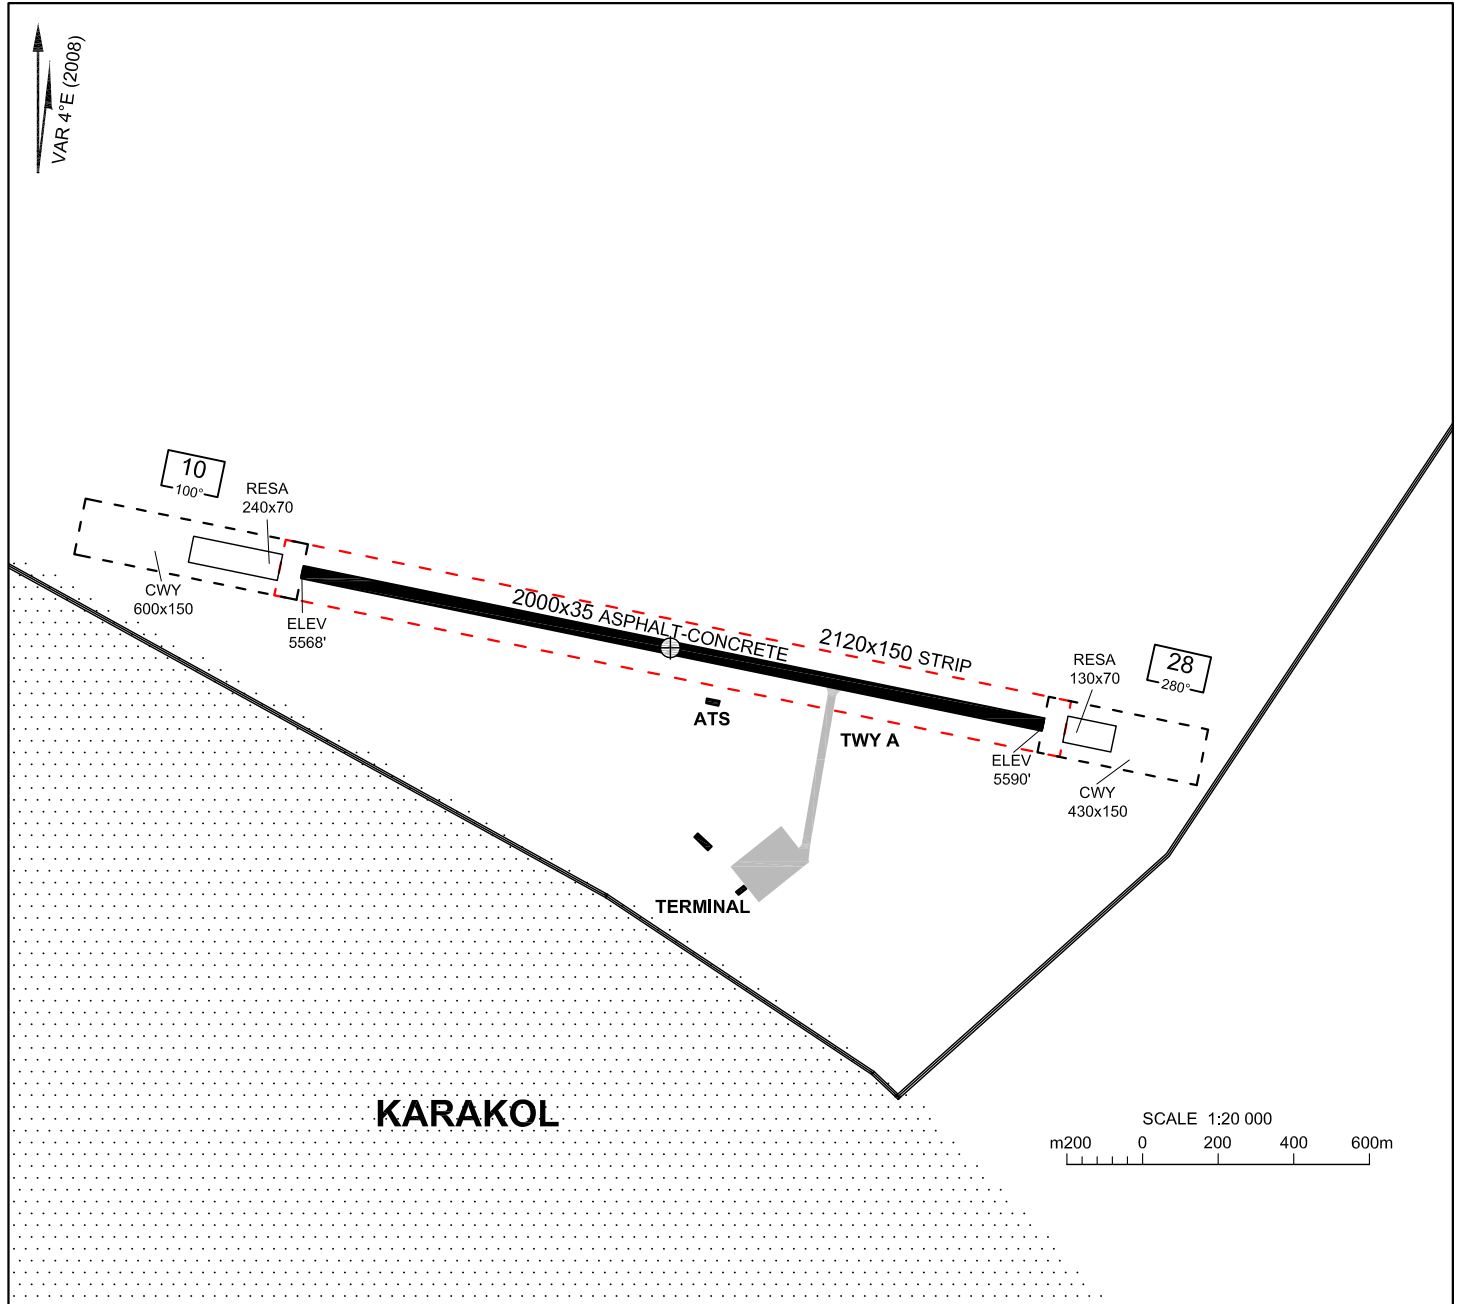 VAR 4°E (2008)
10
100°
RESA
240x70
CWY
600x150
ELEV
5568'
2000x35 ASPHALT-CONCRETE
2120x150 STRIP
28
280°
RESA
130x70
ATS
TWY A
ELEV
5590'
CWY
430x150
TERMINAL
KARAKOL
SCALE 1:20 000
m200 0 200 400 600m